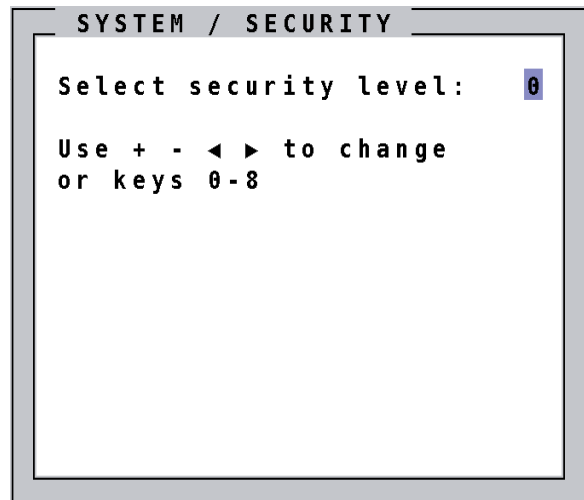 SYSTEM / SECURITY
Select security level: 0
Use + - ◄ ► to change
or keys 0-8